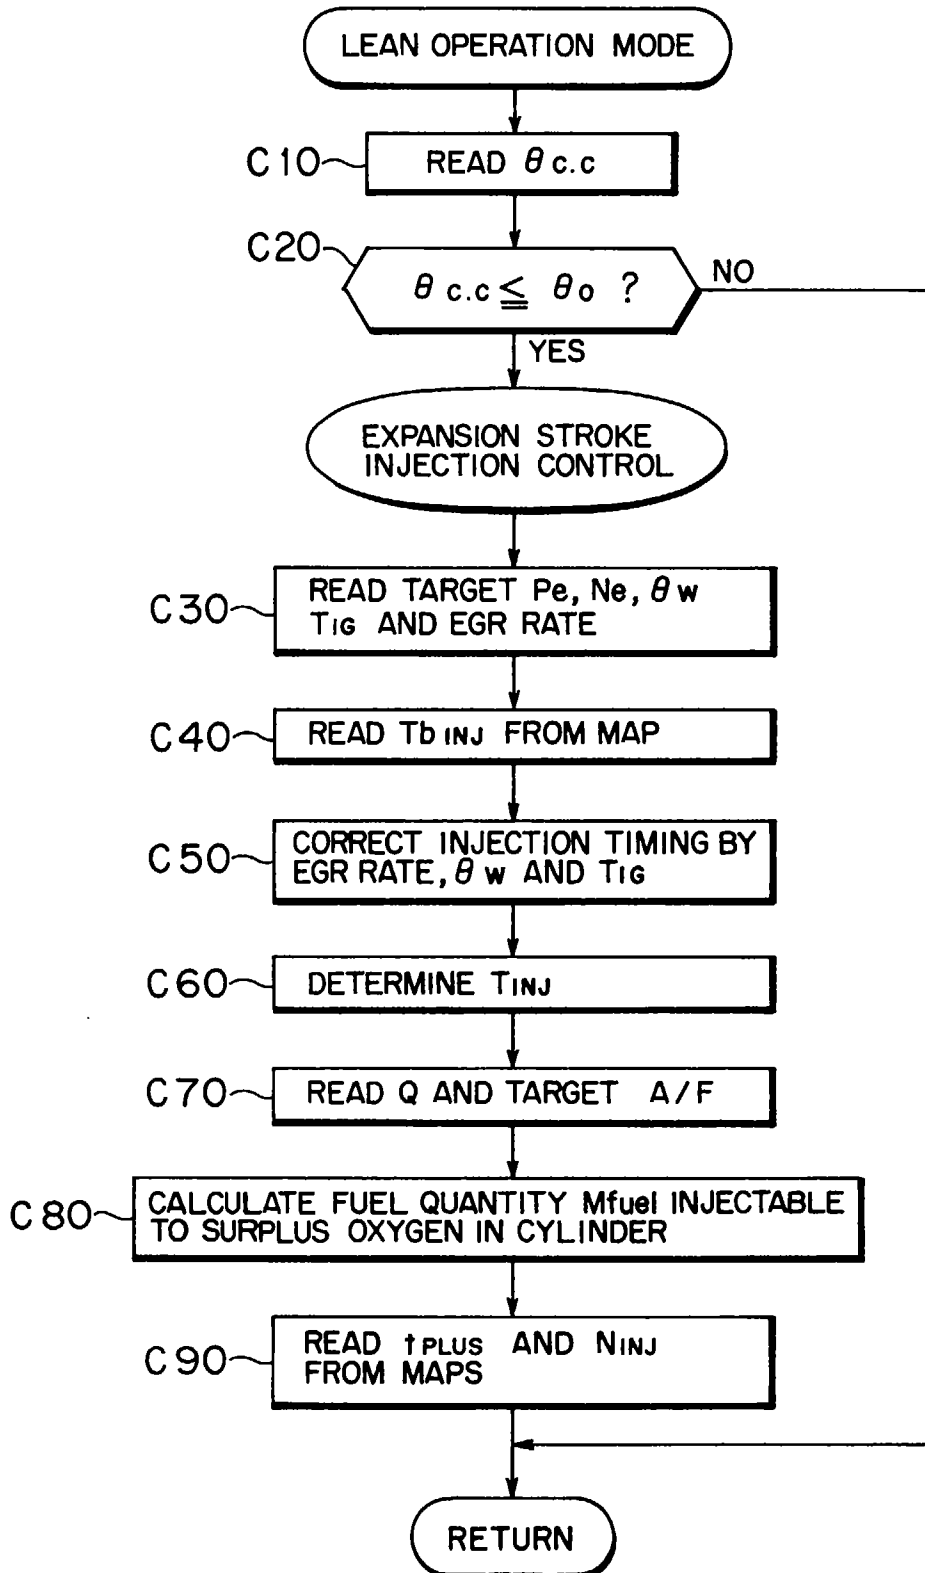 LEAN OPERATION MODE
C10
READ θc.c
C20
θc.c ≦ θo ?
NO
YES
EXPANSION STROKE
INJECTION CONTROL
C30
READ TARGET Pe, Ne, θw
TIG AND EGR RATE
C40
READ Tb INJ FROM MAP
C50
CORRECT INJECTION TIMING BY
EGR RATE, θw AND TIG
C60
DETERMINE TINJ
C70
READ Q AND TARGET A/F
C80
CALCULATE FUEL QUANTITY Mfuel INJECTABLE
TO SURPLUS OXYGEN IN CYLINDER
C90
READ tPLUS AND NINJ
FROM MAPS
RETURN